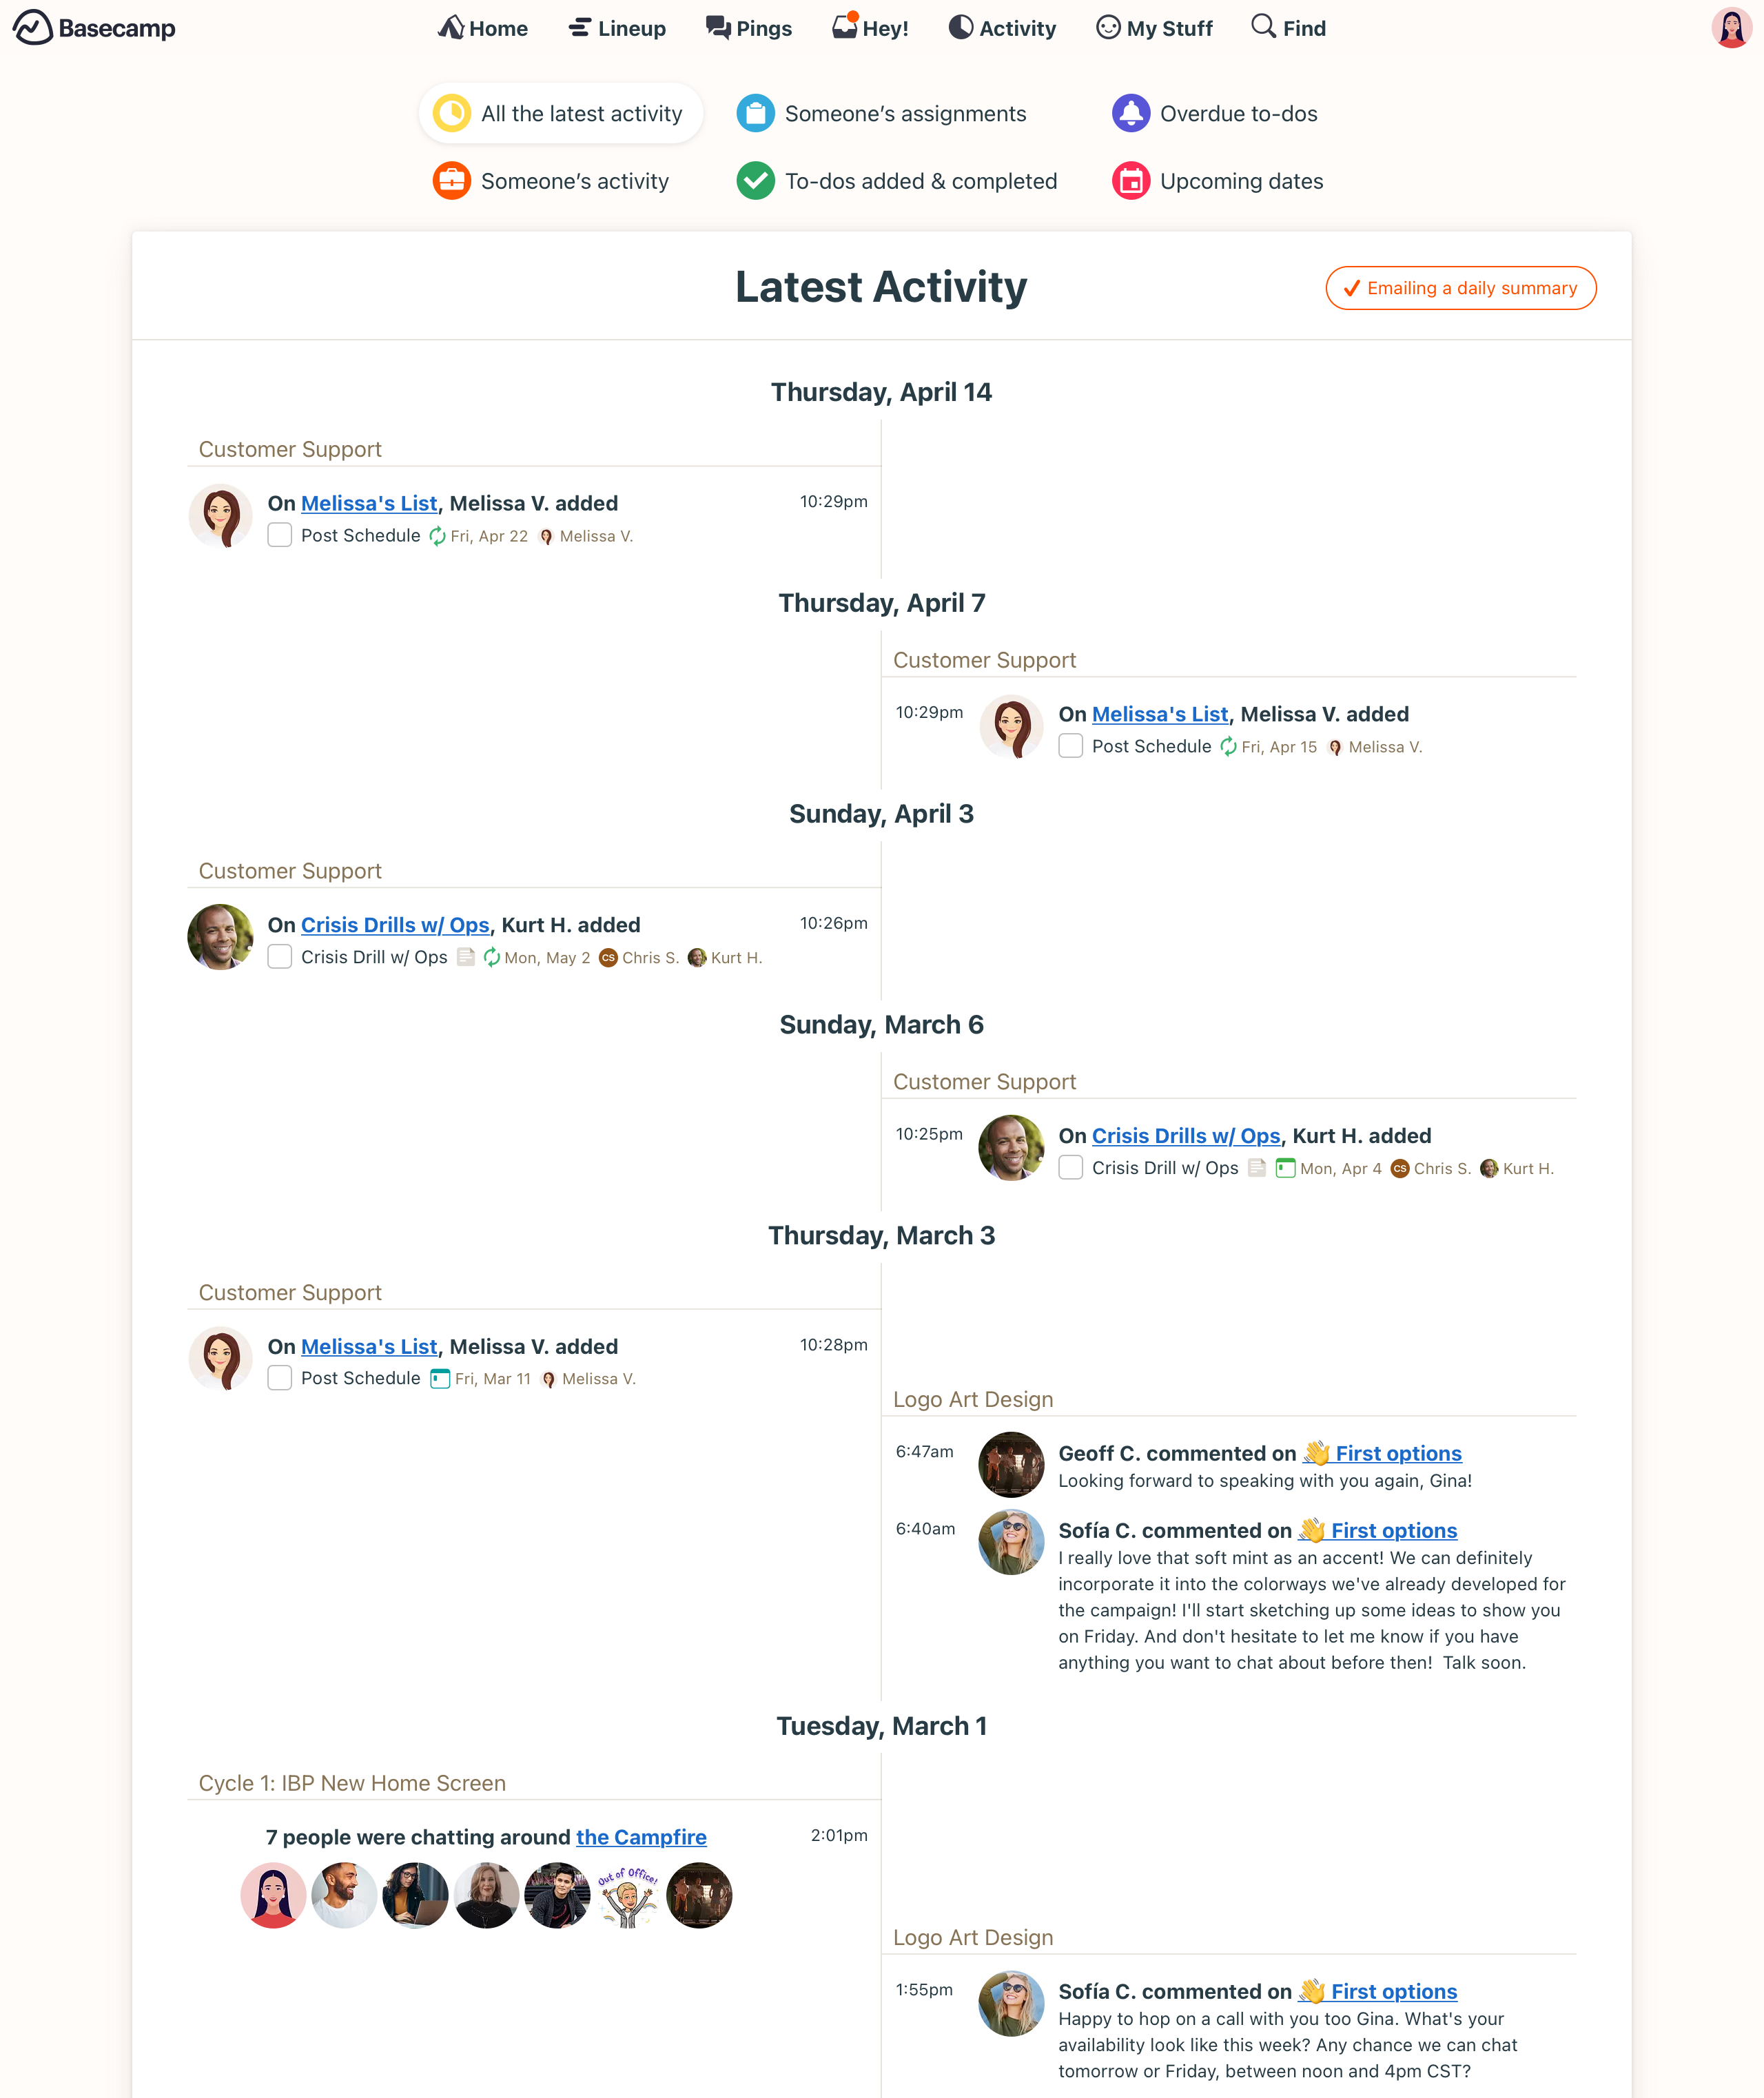 Basecamp
Home Lineup Pings Hey! Activity My Stuff Find
All the latest activity Someone’s assignments Overdue to-dos
Someone’s activity To-dos added & completed Upcoming dates
Latest Activity
Emailing a daily summary
Thursday, April 14
Customer Support
On Melissa's List, Melissa V. added 10:29pm
Post Schedule Fri, Apr 22 Melissa V.
Thursday, April 7
Customer Support
10:29pm On Melissa's List, Melissa V. added
Post Schedule Fri, Apr 15 Melissa V.
Sunday, April 3
Customer Support
On Crisis Drills w/ Ops, Kurt H. added 10:26pm
Crisis Drill w/ Ops Mon, May 2 CS Chris S. Kurt H.
Sunday, March 6
Customer Support
10:25pm On Crisis Drills w/ Ops, Kurt H. added
Crisis Drill w/ Ops Mon, Apr 4 CS Chris S. Kurt H.
Thursday, March 3
Customer Support
On Melissa's List, Melissa V. added 10:28pm
Post Schedule Fri, Mar 11 Melissa V.
Logo Art Design
6:47am Geoff C. commented on 👋 First options
Looking forward to speaking with you again, Gina!
6:40am Sofía C. commented on 👋 First options
I really love that soft mint as an accent! We can definitely
incorporate it into the colorways we've already developed for
the campaign! I'll start sketching up some ideas to show you
on Friday. And don't hesitate to let me know if you have
anything you want to chat about before then!  Talk soon.
Tuesday, March 1
Cycle 1: IBP New Home Screen
7 people were chatting around the Campfire 2:01pm
Out of Office!
Logo Art Design
1:55pm Sofía C. commented on 👋 First options
Happy to hop on a call with you too Gina. What's your
availability look like this week? Any chance we can chat
tomorrow or Friday, between noon and 4pm CST?